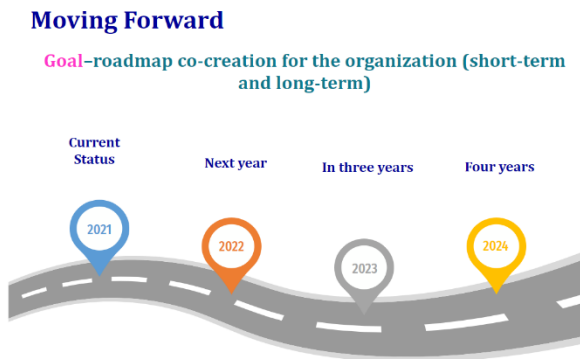 Moving Forward
Goal–roadmap co-creation for the organization (short-term
and long-term)
Current
Status
Next year
In three years
Four years
2021
2022
2023
2024